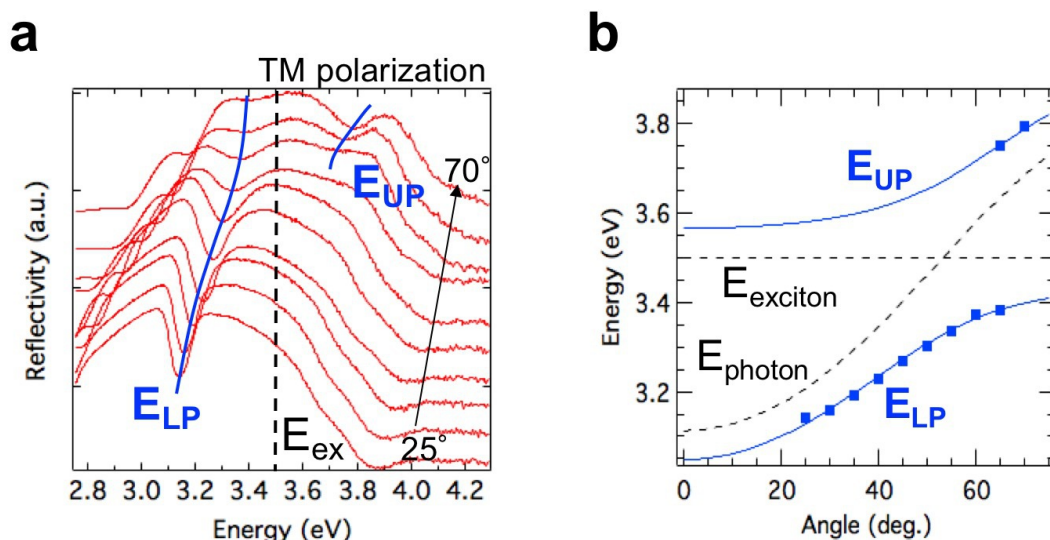 a
TM polarization
Reflectivity (a.u.)
70°
E_UP
E_LP
E_ex
25°
2.8 3.0 3.2 3.4 3.6 3.8 4.0 4.2
Energy (eV)
b
3.8
3.6
3.4
3.2
Energy (eV)
E_UP
E_exciton
E_photon
E_LP
0 20 40 60
Angle (deg.)